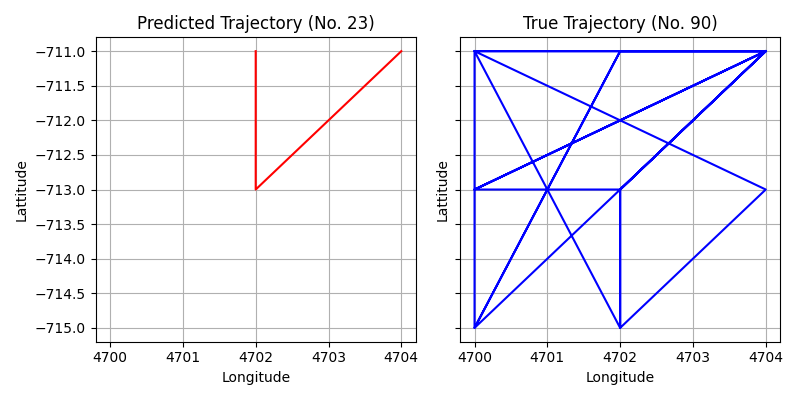 Predicted Trajectory (No. 23)
−711.0
−711.5
−712.0
−712.5
−713.0
−713.5
−714.0
−714.5
−715.0
Lattitude
4700 4701 4702 4703 4704
Longitude
True Trajectory (No. 90)
Lattitude
4700 4701 4702 4703 4704
Longitude